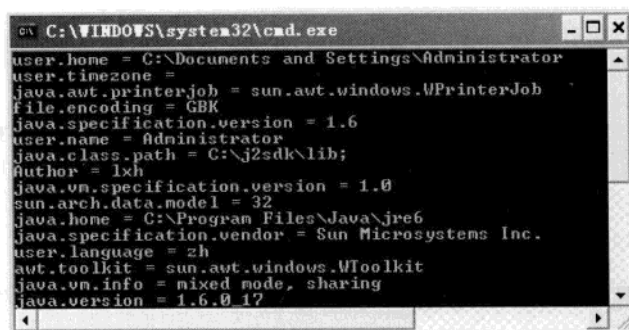 C:\WINDOWS\system32\cmd.exe
user.home = C:\Documents and Settings\Administrator
user.timezone =
java.awt.printerjob = sun.awt.windows.WPrinterJob
file.encoding = GBK
java.specification.version = 1.6
user.name = Administrator
java.class.path = C:\j2sdk\lib;
Author = lxh
java.vm.specification.version = 1.0
sun.arch.data.model = 32
java.home = C:\Program Files\Java\jre6
java.specification.vendor = Sun Microsystems Inc.
user.language = zh
awt.toolkit = sun.awt.windows.WToolkit
java.vm.info = mixed mode, sharing
java.version = 1.6.0_17